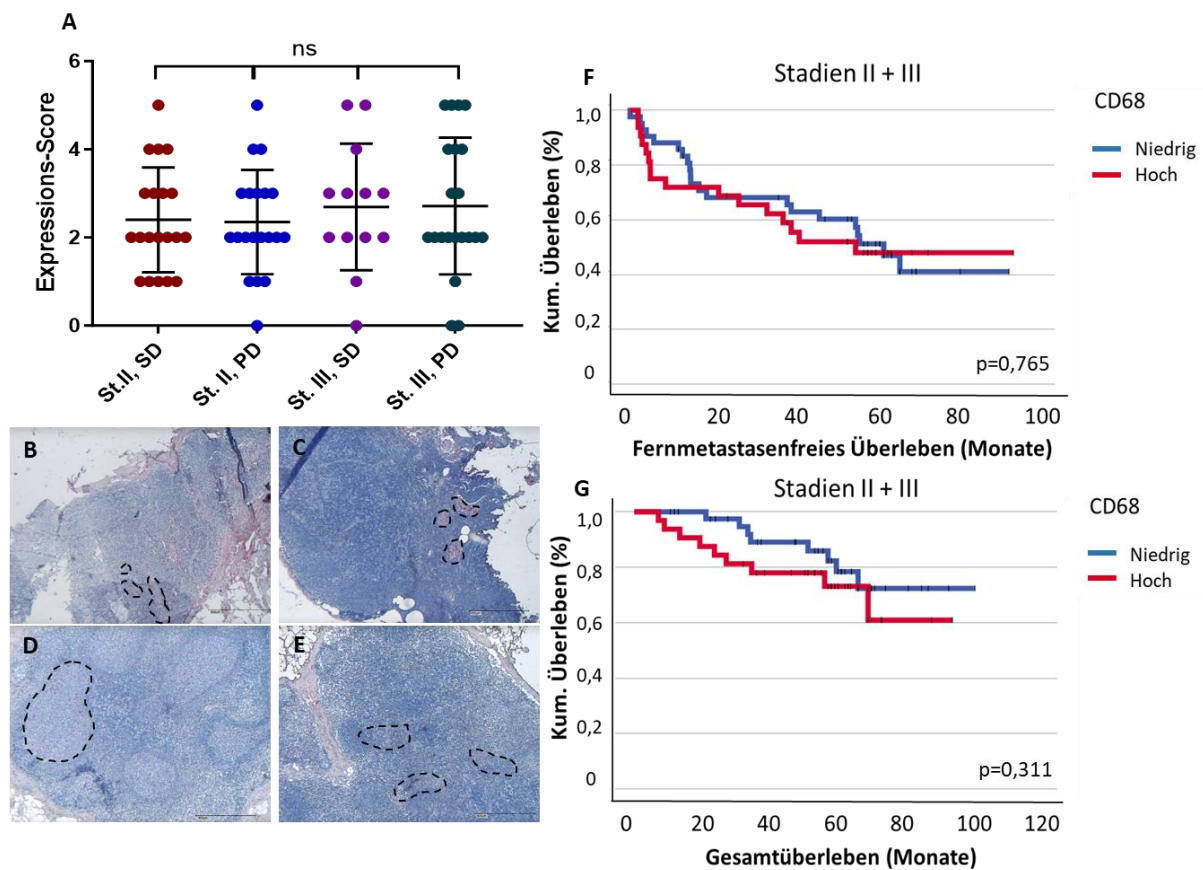 A
ns
6
4
2
0
Expressions-Score
St.II, SD
St. II, PD
St. III, SD
St. III, PD
B
C
D
E
F
Stadien II + III
CD68
Niedrig
Hoch
Kum. Überleben (%)
1,0
0,8
0,6
0,4
0,2
0
p=0,765
0 20 40 60 80 100
Fernmetastasenfreies Überleben (Monate)
G
Stadien II + III
CD68
Niedrig
Hoch
Kum. Überleben (%)
1,0
0,8
0,6
0,4
0,2
0
p=0,311
0 20 40 60 80 100 120
Gesamtüberleben (Monate)